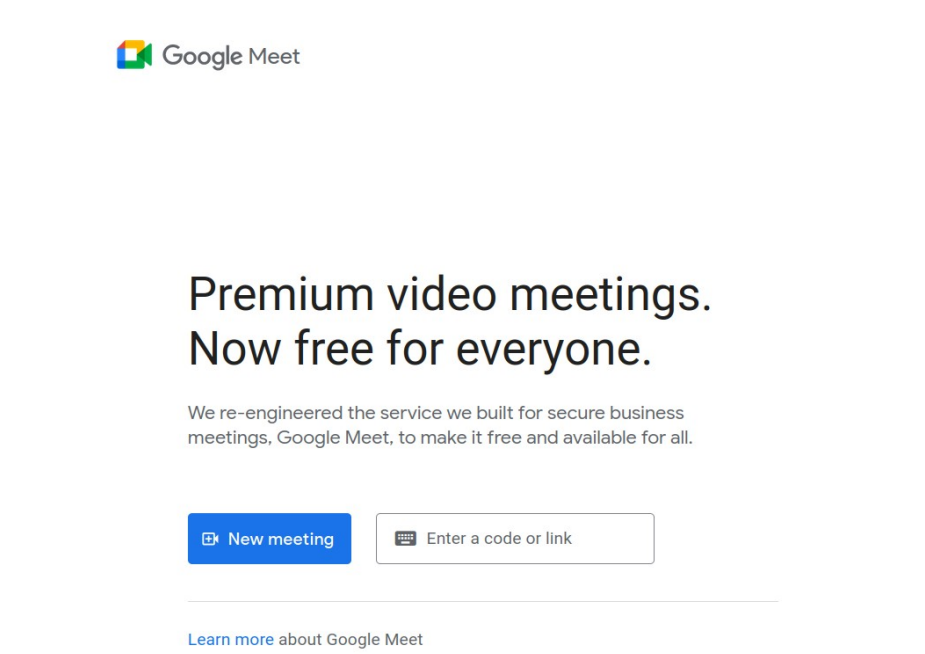 Google Meet
Premium video meetings.
Now free for everyone.
We re-engineered the service we built for secure business
meetings, Google Meet, to make it free and available for all.
New meeting
Enter a code or link
Learn more about Google Meet